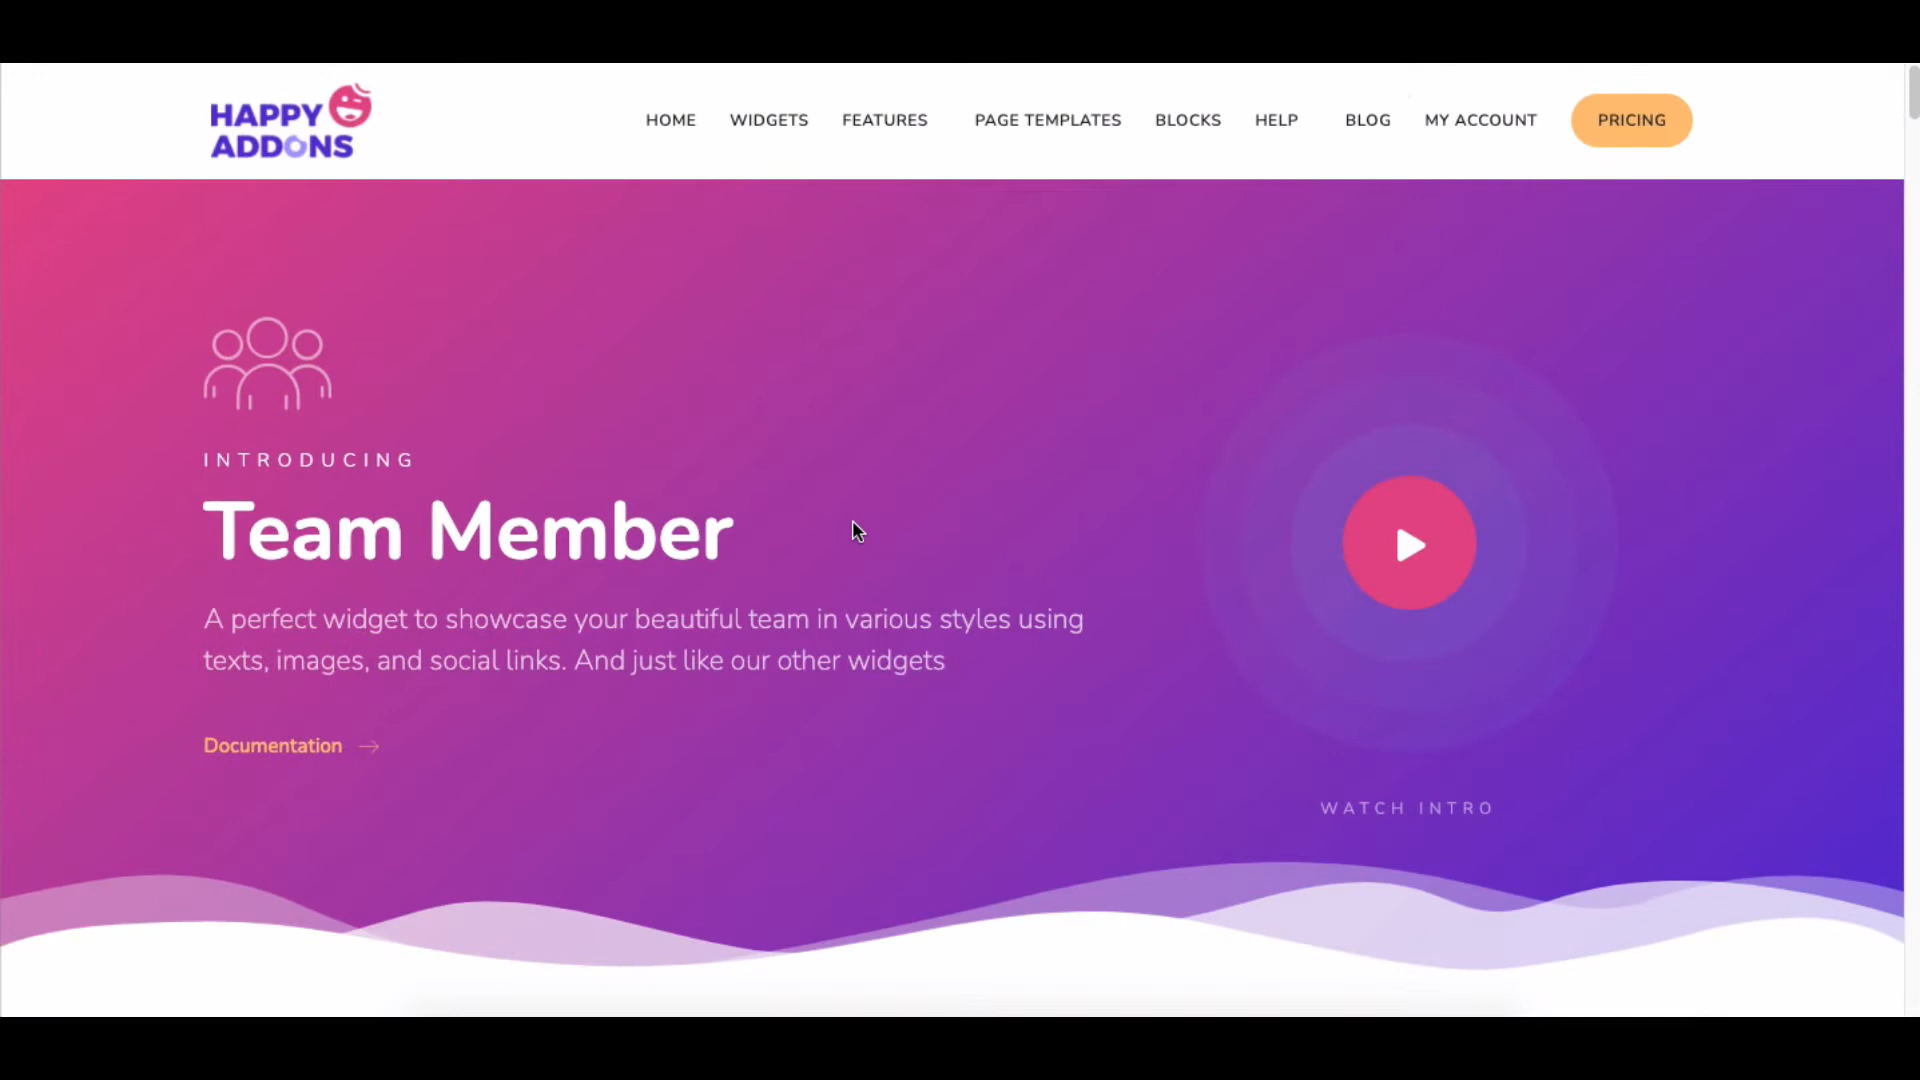 HAPPY
ADDONS
HOME WIDGETS FEATURES PAGE TEMPLATES BLOCKS HELP BLOG MY ACCOUNT PRICING
INTRODUCING
Team Member
A perfect widget to showcase your beautiful team in various styles using
texts, images, and social links. And just like our other widgets
Documentation →
WATCH INTRO